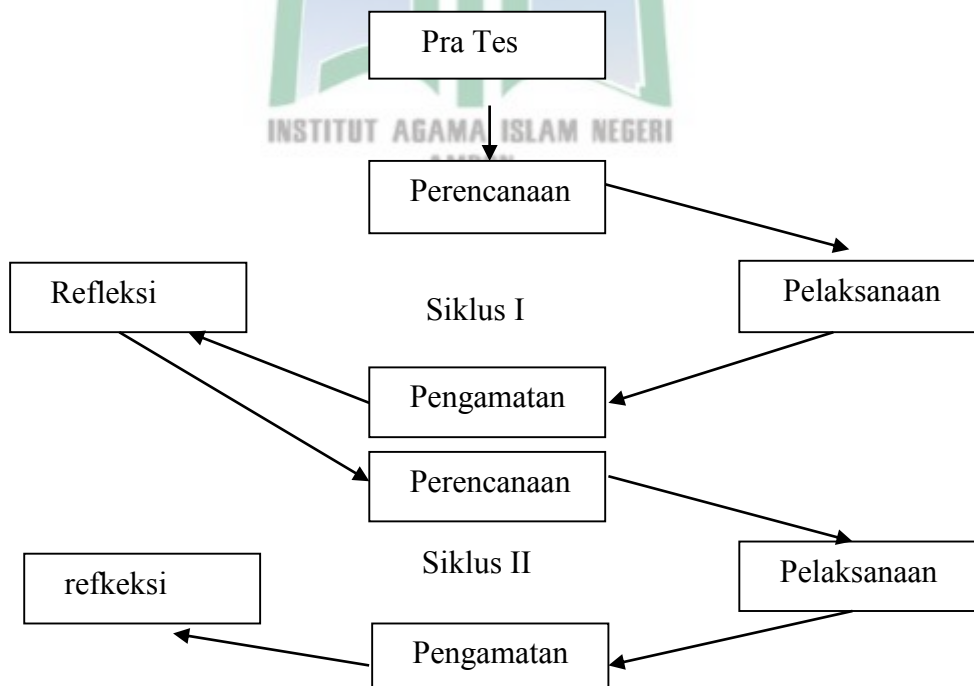 Pra Tes
INSTITUT AGAMA ISLAM NEGERI
Perencanaan
Refleksi
Siklus I
Pelaksanaan
Pengamatan
Perencanaan
Siklus II
refkeksi
Pelaksanaan
Pengamatan